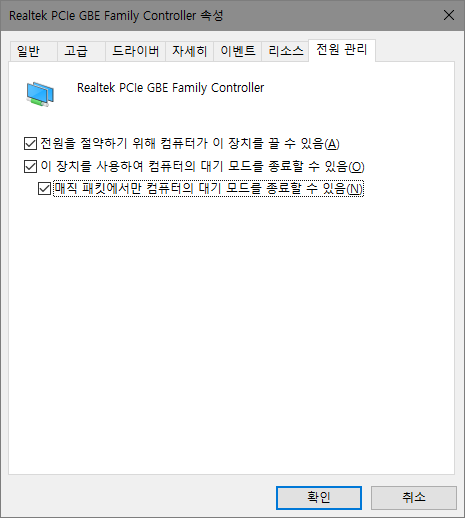 Realtek PCIe GBE Family Controller 속성
일반 고급 드라이버 자세히 이벤트 리소스 전원 관리
Realtek PCIe GBE Family Controller
전원을 절약하기 위해 컴퓨터가 이 장치를 끌 수 있음(A)
이 장치를 사용하여 컴퓨터의 대기 모드를 종료할 수 있음(O)
매직 패킷에서만 컴퓨터의 대기 모드를 종료할 수 있음(N)
확인 취소